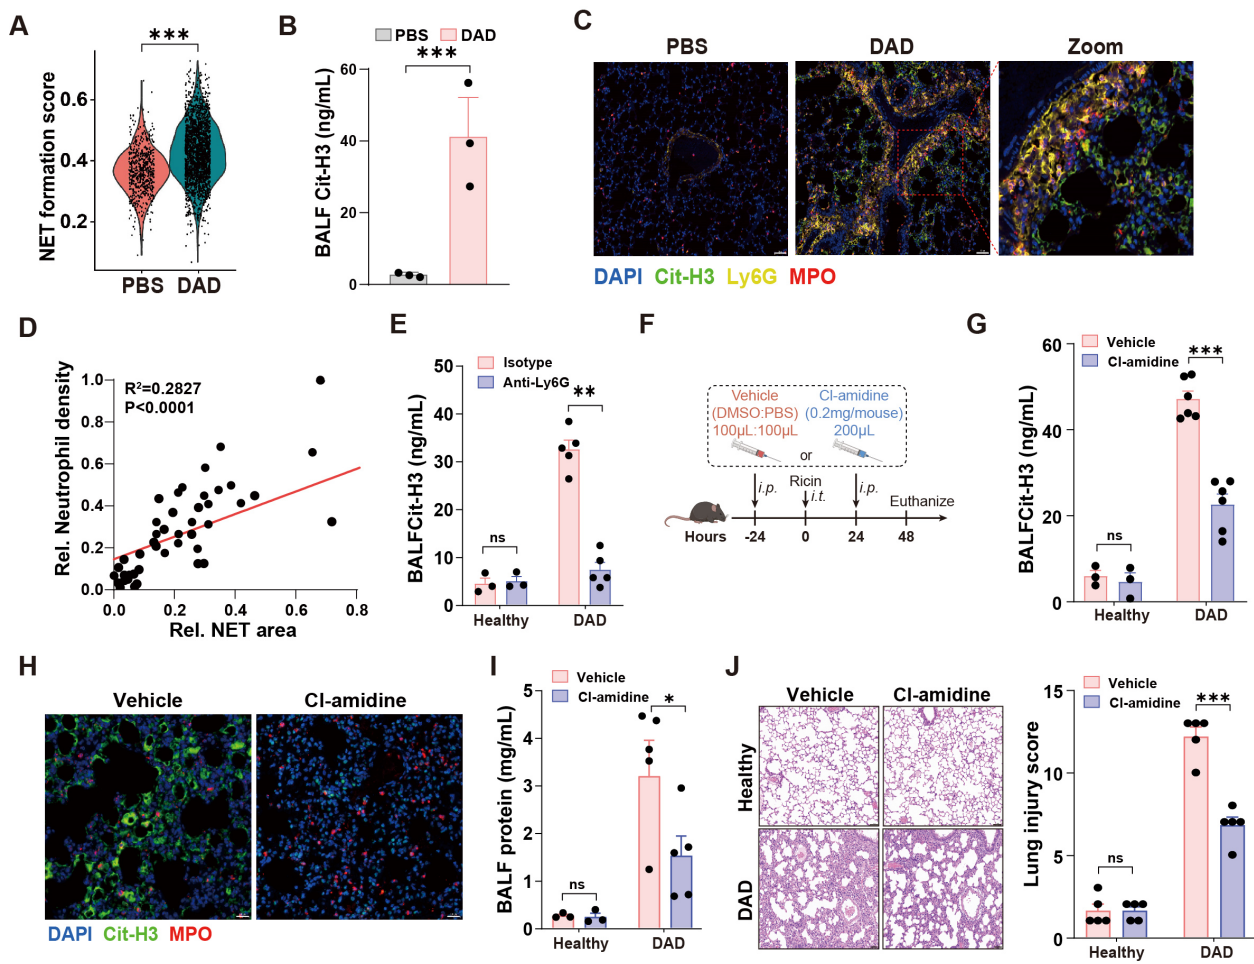 A
***
NET formation score
0.6
0.4
0.2
PBS DAD
B
PBS DAD
***
BALF Cit-H3 (ng/mL)
60
40
20
0
C
PBS DAD Zoom
DAPI Cit-H3 Ly6G MPO
D
R²=0.2827
P<0.0001
Rel. Neutrophil density
1.0
0.8
0.6
0.4
0.2
0.0
0.0 0.2 0.4 0.6 0.8
Rel. NET area
E
Isotype
Anti-Ly6G
**
ns
BALFCit-H3 (ng/mL)
50
40
30
20
10
0
Healthy DAD
F
Vehicle
(DMSO:PBS)
100μL:100μL
or
Cl-amidine
(0.2mg/mouse)
200μL
i.p. Ricin i.t. i.p. Euthanize
Hours -24 0 24 48
G
Vehicle
Cl-amidine
***
ns
BALFCit-H3 (ng/mL)
60
40
20
0
Healthy DAD
H
Vehicle Cl-amidine
DAPI Cit-H3 MPO
I
Vehicle
Cl-amidine
*
ns
BALF protein (mg/mL)
5
4
3
2
1
0
Healthy DAD
J
Vehicle Cl-amidine
Healthy
DAD
Vehicle
Cl-amidine
***
ns
Lung injury score
15
10
5
0
Healthy DAD